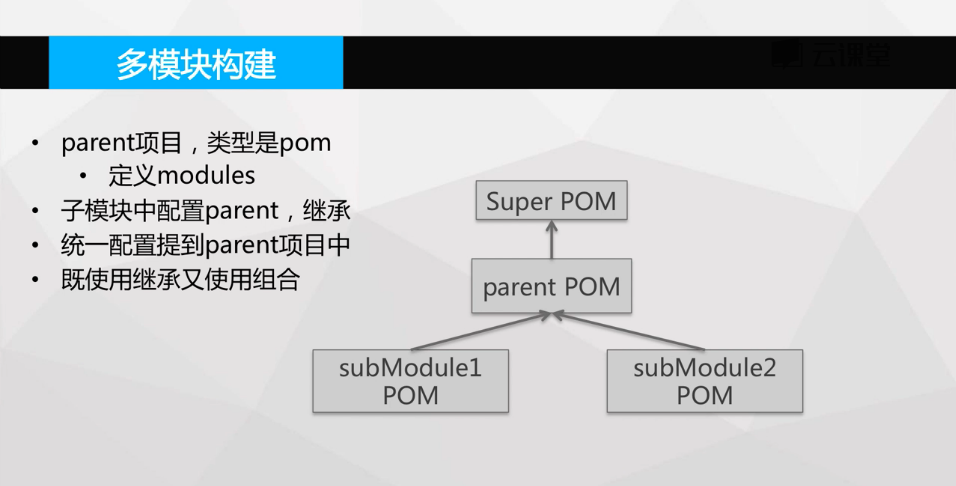 多模块构建
云课堂
parent项目，类型是pom
定义modules
子模块中配置parent，继承
统一配置提到parent项目中
既使用继承又使用组合
Super POM
parent POM
subModule1
POM
subModule2
POM